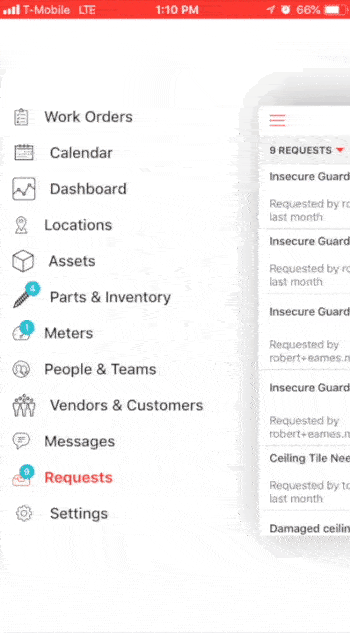 T-Mobile LTE 1:10 PM 66%
Work Orders
Calendar
Dashboard
Locations
Assets
4
Parts & Inventory
1
Meters
People & Teams
Vendors & Customers
Messages
9
Requests
Settings
9 REQUESTS
Insecure Guard
Requested by ro
last month
Insecure Guard
Requested by ro
last month
Insecure Guard
Requested by
robert+eames.m
Insecure Guard
Requested by
robert+eames.m
Ceiling Tile Nee
Requested by to
last month
Damaged ceilin